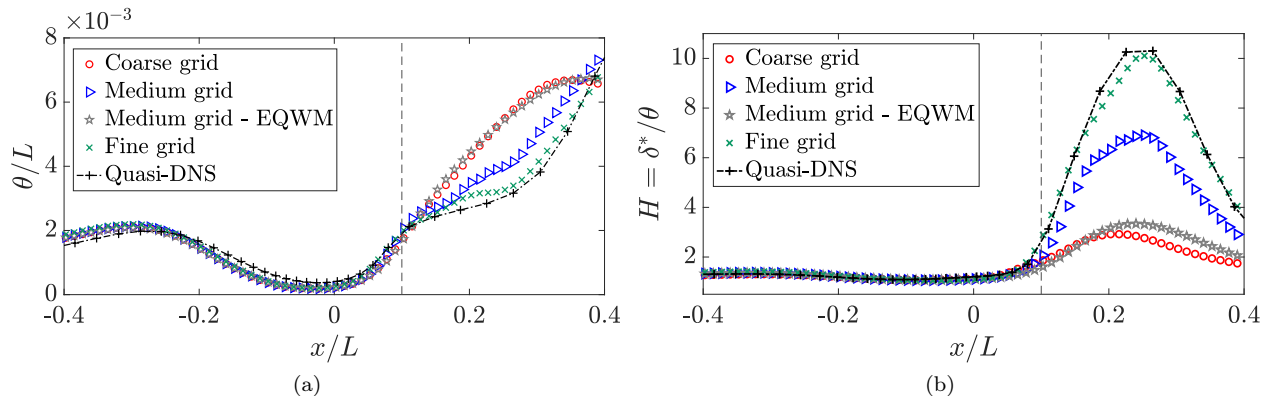 ×10⁻³
8
6
4
2
0
θ/L
Coarse grid
Medium grid
Medium grid - EQWM
Fine grid
Quasi-DNS
-0.4
-0.2
0
0.2
0.4
x/L
(a)
10
8
6
4
2
H = δ*/θ
Coarse grid
Medium grid
Medium grid - EQWM
Fine grid
Quasi-DNS
-0.4
-0.2
0
0.2
0.4
x/L
(b)